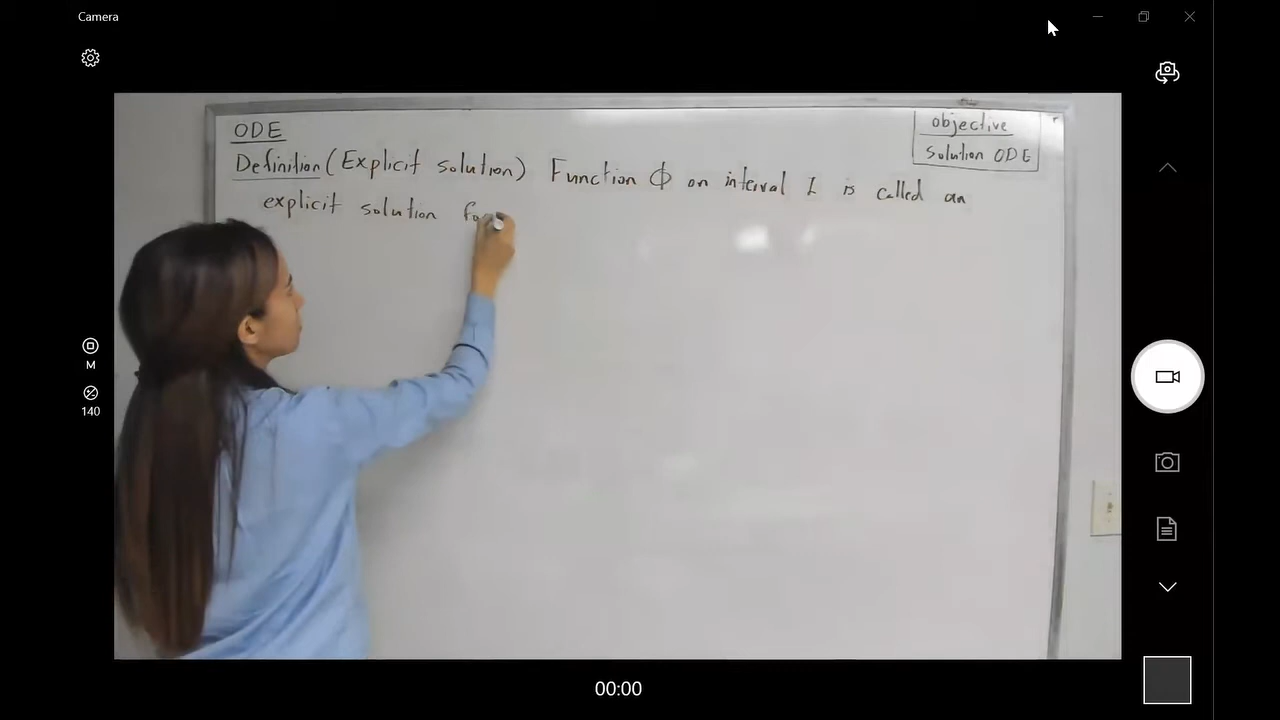 Camera
ODE
objective
Solution ODE
Definition (Explicit solution) Function Φ on interval I is called an
explicit solution
M
140
00:00